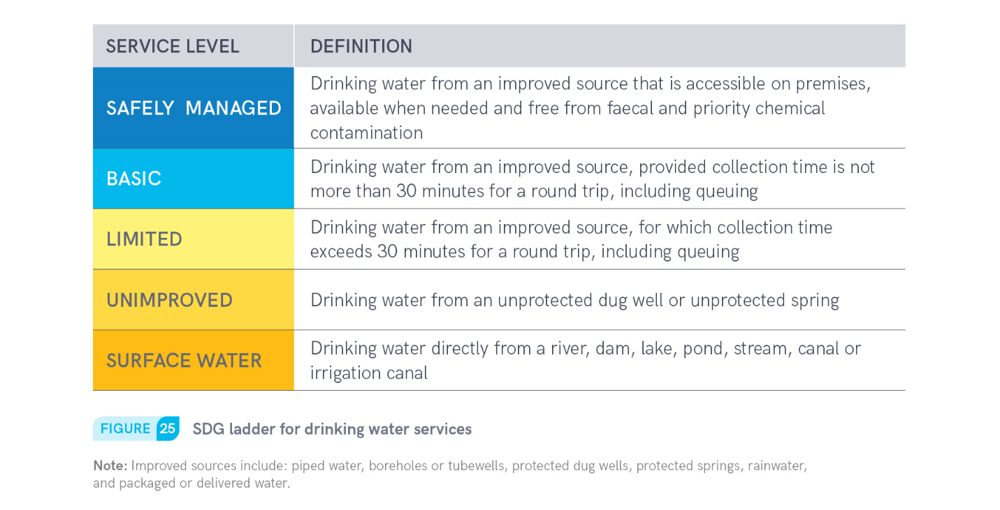 SERVICE LEVEL
DEFINITION
SAFELY MANAGED
Drinking water from an improved source that is accessible on premises,
available when needed and free from faecal and priority chemical
contamination
BASIC
Drinking water from an improved source, provided collection time is not
more than 30 minutes for a round trip, including queuing
LIMITED
Drinking water from an improved source, for which collection time
exceeds 30 minutes for a round trip, including queuing
UNIMPROVED
Drinking water from an unprotected dug well or unprotected spring
SURFACE WATER
Drinking water directly from a river, dam, lake, pond, stream, canal or
irrigation canal
FIGURE 25 SDG ladder for drinking water services
Note: Improved sources include: piped water, boreholes or tubewells, protected dug wells, protected springs, rainwater,
and packaged or delivered water.